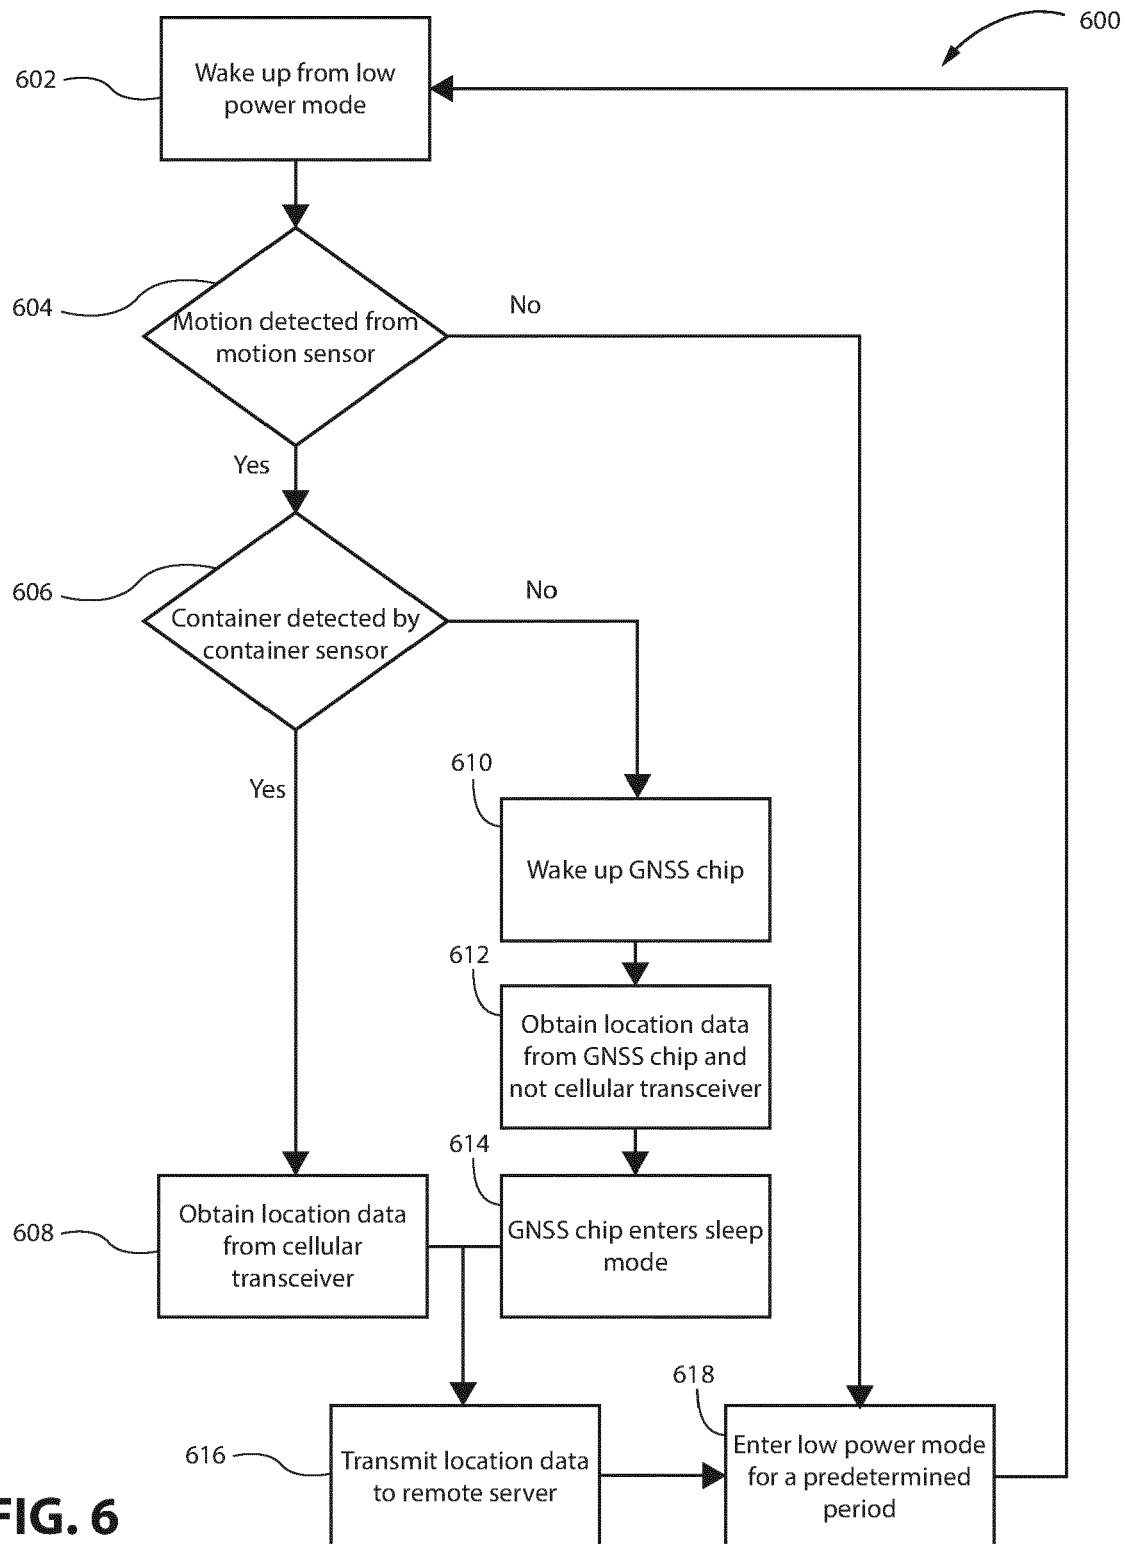 600
602
Wake up from low
power mode
604
Motion detected from
motion sensor
No
Yes
606
Container detected by
container sensor
No
Yes
610
Wake up GNSS chip
612
Obtain location data
from GNSS chip and
not cellular transceiver
614
GNSS chip enters sleep
mode
608
Obtain location data
from cellular
transceiver
616
Transmit location data
to remote server
618
Enter low power mode
for a predetermined
period
FIG. 6